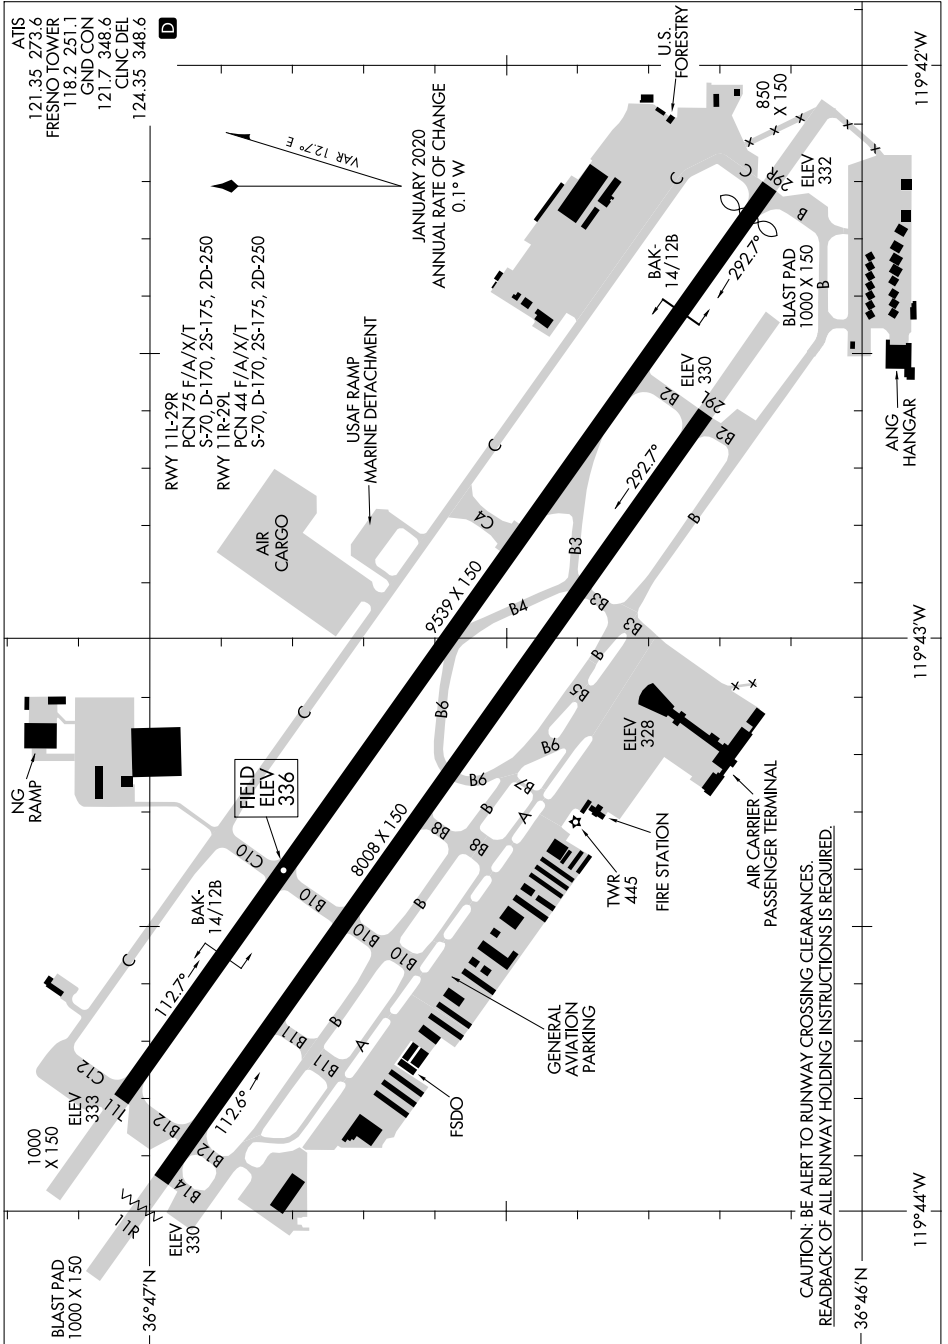 ATIS
121.35 273.6
FRESNO TOWER
118.2 251.1
GND CON
121.7 348.6
CLNC DEL
124.35 348.6
D
VAR 12.7° E
JANUARY 2020
ANNUAL RATE OF CHANGE
0.1° W
RWY 11L-29R
PCN 75 F/A/X/T
S-70, D-170, 2S-175, 2D-250
RWY 11R-29L
PCN 44 F/A/X/T
S-70, D-170, 2S-175, 2D-250
U.S.
FORESTRY
850
X 150
C
C
29R
ELEV
332
B
BLAST PAD
1000 X 150
B
BAK-
14/12B
292.7°
ELEV
330
29L
B2
B2
292.7°
ANG
HANGAR
USAF RAMP
MARINE DETACHMENT
C
AIR
CARGO
C4
B3
B
9539 X 150
B4
B3
B3
B
B5
NG
RAMP
C
B6
B6
B6
B7
B
A
ELEV
328
AIR CARRIER
PASSENGER TERMINAL
FIELD
ELEV
336
C10
8008 X 150
B8
B8
TWR
445
FIRE STATION
B10
B10
B10
B
BAK-
14/12B
C
112.7°
GENERAL
AVIATION
PARKING
B11
B11
B
A
FSDO
C12
11L
ELEV
333
1000
X 150
B12
B12
112.6°
B14
11R
ELEV
330
BLAST PAD
1000 X 150
CAUTION: BE ALERT TO RUNWAY CROSSING CLEARANCES.
READBACK OF ALL RUNWAY HOLDING INSTRUCTIONS IS REQUIRED.
36°47'N
36°46'N
119°44'W
119°43'W
119°42'W